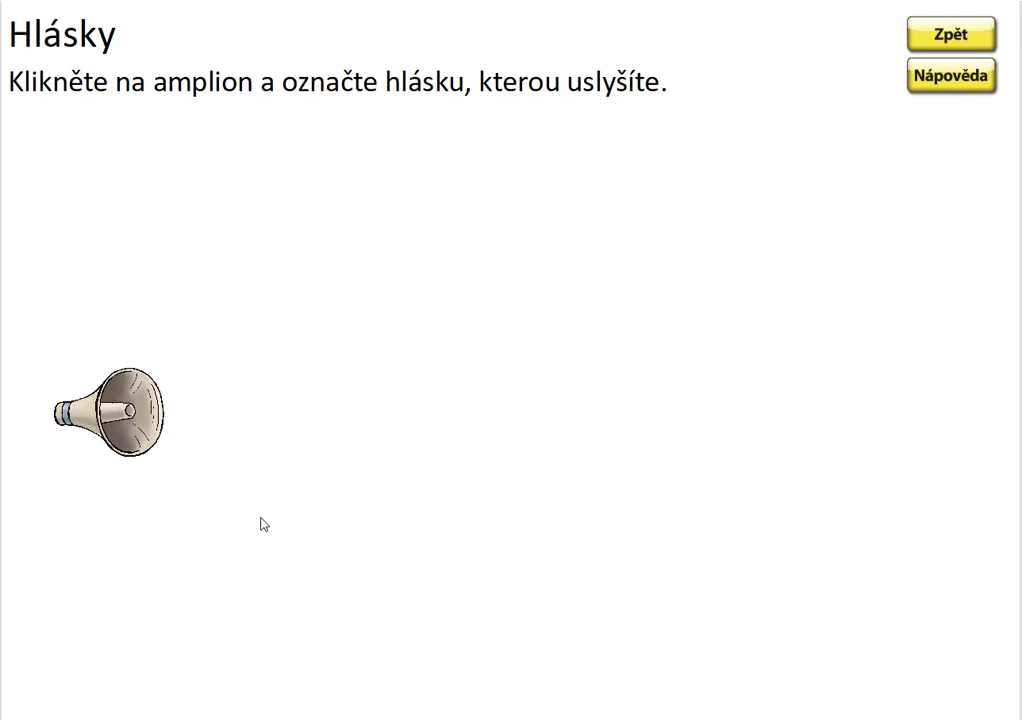 Hlásky
Zpět
Nápověda
Klikněte na amplion a označte hlásku, kterou uslyšíte.